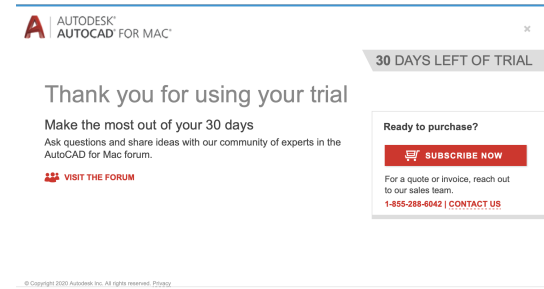 AUTODESK®
AUTOCAD® FOR MAC®
30 DAYS LEFT OF TRIAL
Thank you for using your trial
Make the most out of your 30 days
Ask questions and share ideas with our community of experts in the
AutoCAD for Mac forum.
VISIT THE FORUM
Ready to purchase?
SUBSCRIBE NOW
For a quote or invoice, reach out
to our sales team.
1-855-288-6042 | CONTACT US
© Copyright 2020 Autodesk Inc. All rights reserved. Privacy